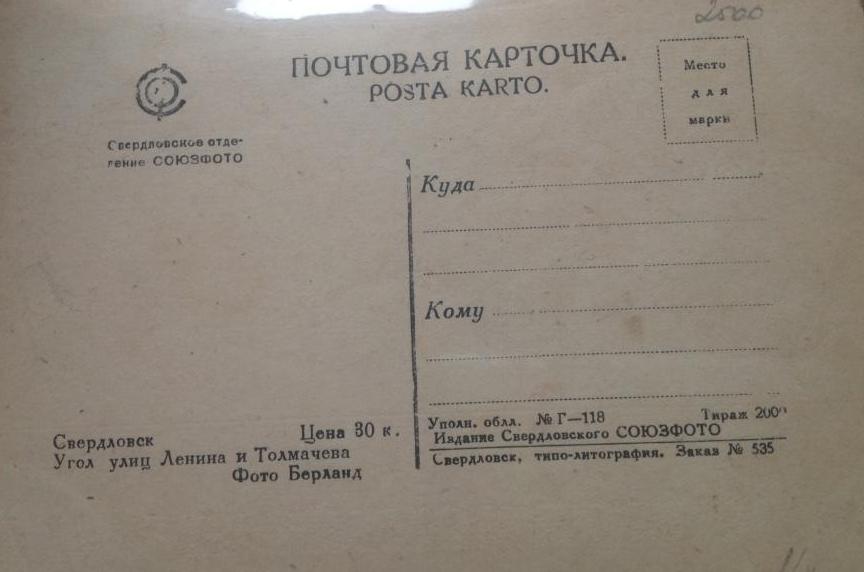 2500
ПОЧТОВАЯ КАРТОЧКА.
POSTA KARTO.
Место
для
марки
Свердловское отде-
ление СОЮЗФОТО
Куда
Кому
Свердловск Цена 30 к.
Угол улиц Ленина и Толмачева
Фото Берланд
Уполн. обл. № Г—118 Тираж
Издание Свердловского СОЮЗФОТО
Свердловск, типо-литография. Заказ № 535